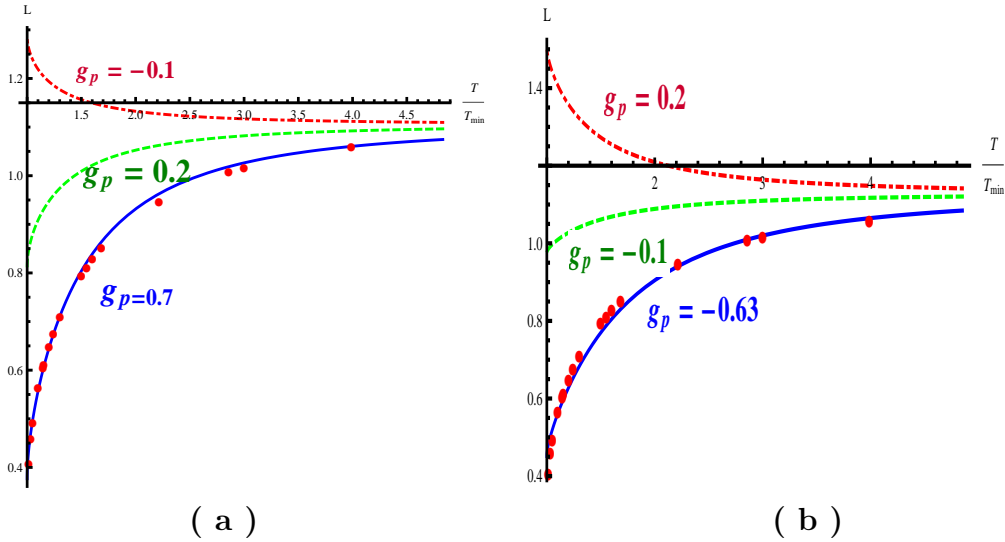 L
1.2
g_p = −0.1
T
T_min
1.5 2.0 2.5 3.0 3.5 4.0 4.5
1.0
g_p = 0.2
0.8
g_p=0.7
0.6
0.4
( a )
L
1.4
g_p = 0.2
T
T_min
2 3 4
1.0
g_p = −0.1
0.8
g_p = −0.63
0.6
0.4
( b )